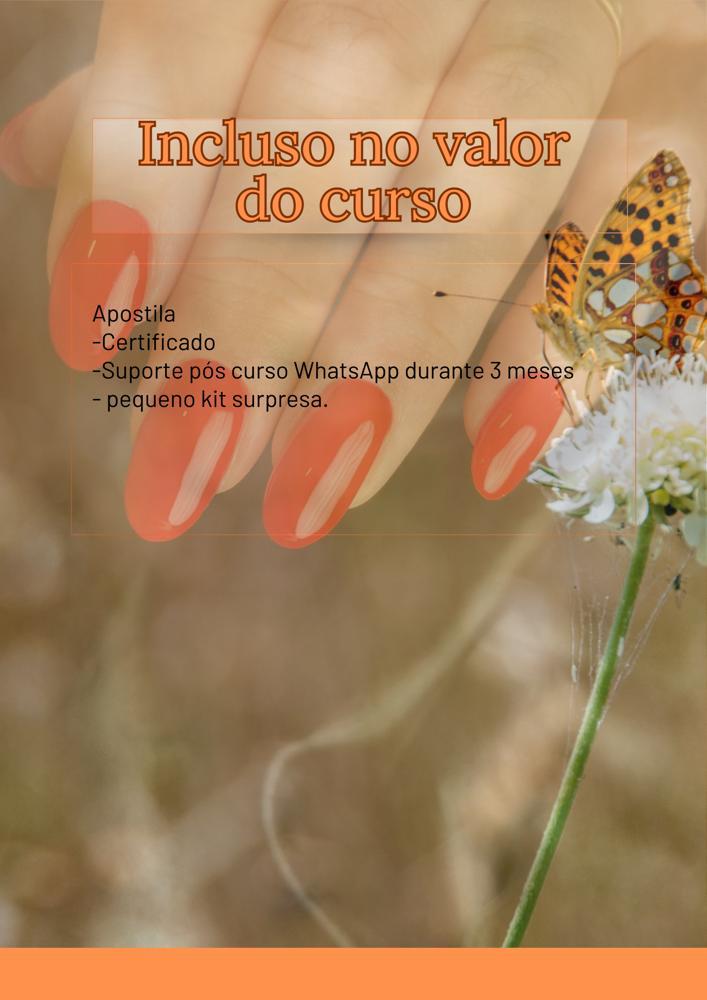 Incluso no valor
do curso
Apostila
-Certificado
-Suporte pós curso WhatsApp durante 3 meses
- pequeno kit surpresa.